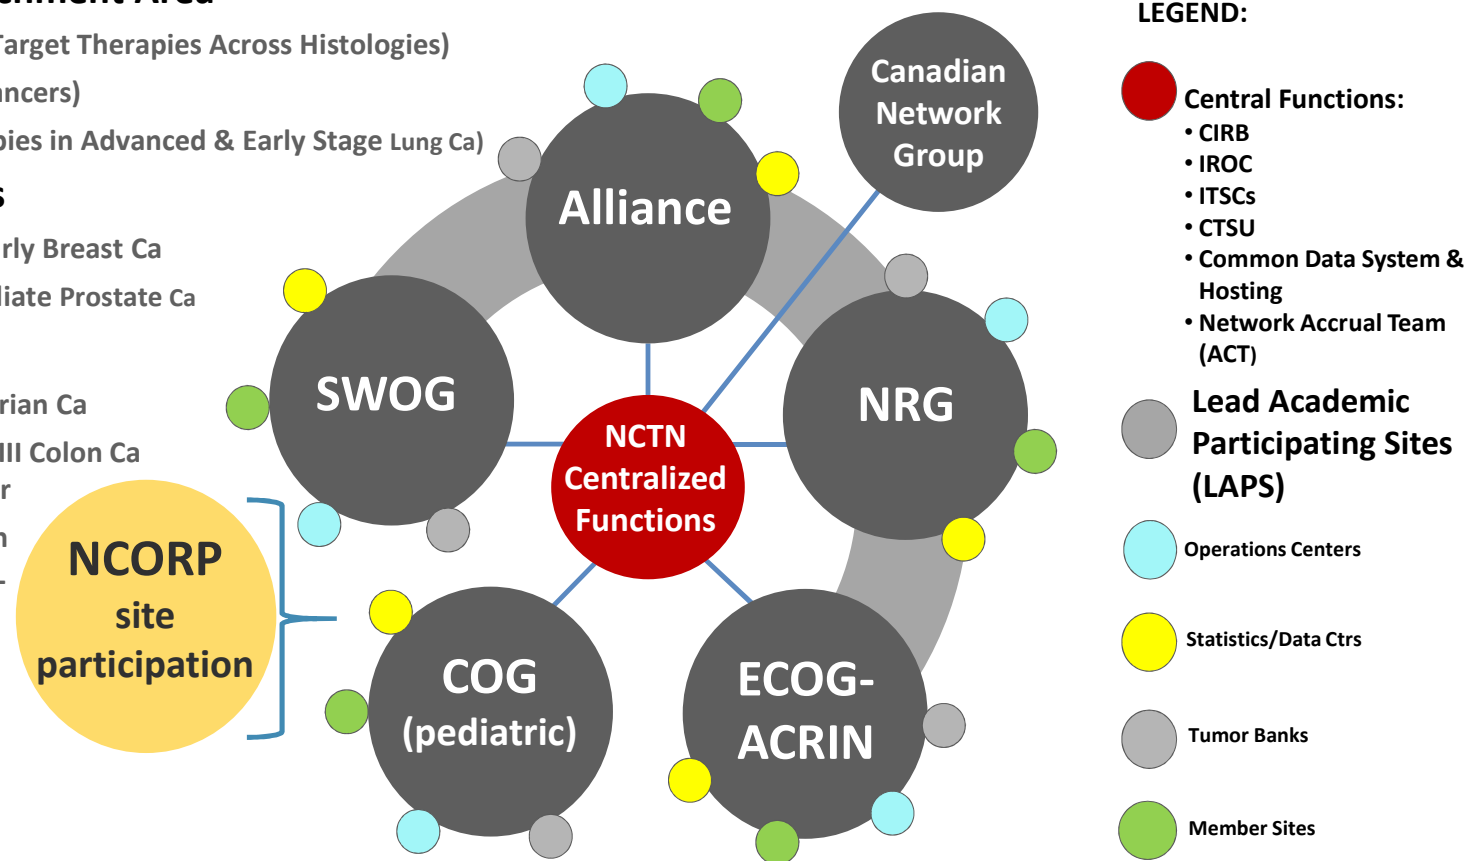 Target Therapies Across Histologies)
pies in Advanced & Early Stage Lung Ca)
rly Breast Ca
liate Prostate Ca
rian Ca
III Colon Ca
NCORP
site
participation
Alliance
Canadian
Network
Group
SWOG
NRG
NCTN
Centralized
Functions
COG
(pediatric)
ECOG-
ACRIN
LEGEND:
Central Functions:
• CIRB
• IROC
• ITSCs
• CTSU
• Common Data System &
Hosting
• Network Accrual Team
(ACT)
Lead Academic
Participating Sites
(LAPS)
Operations Centers
Statistics/Data Ctrs
Tumor Banks
Member Sites